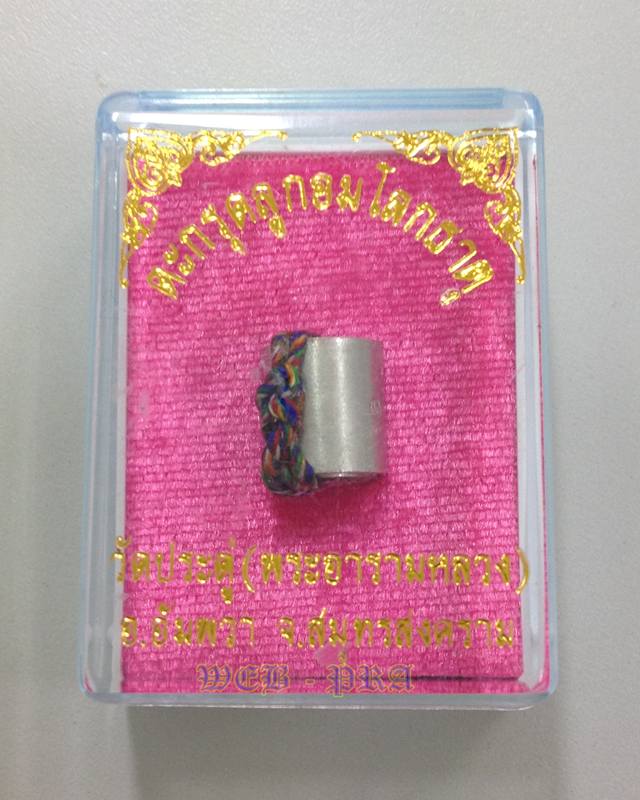 ตะกรุดลูกอมโลกธาตุ
วัดประดู่(พระอารามหลวง)
อ.อัมพวา จ.สมุทรสงคราม
WEB - PRA